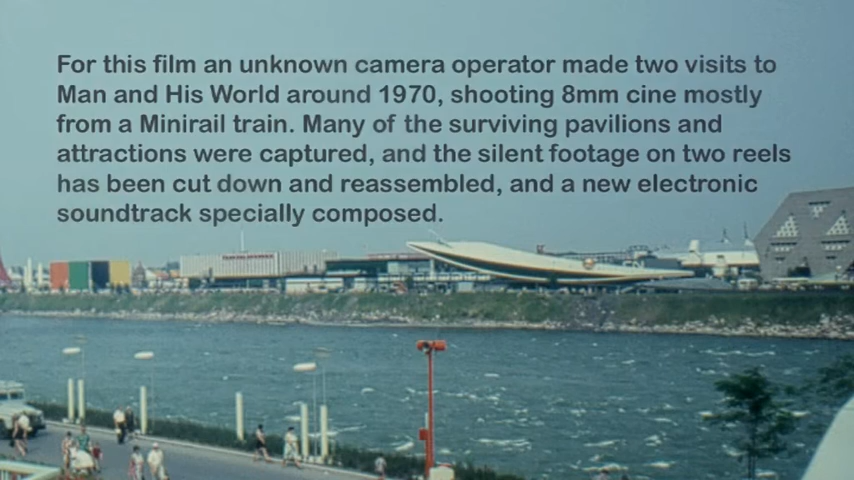 For this film an unknown camera operator made two visits to
Man and His World around 1970, shooting 8mm cine mostly
from a Minirail train. Many of the surviving pavilions and
attractions were captured, and the silent footage on two reels
has been cut down and reassembled, and a new electronic
soundtrack specially composed.